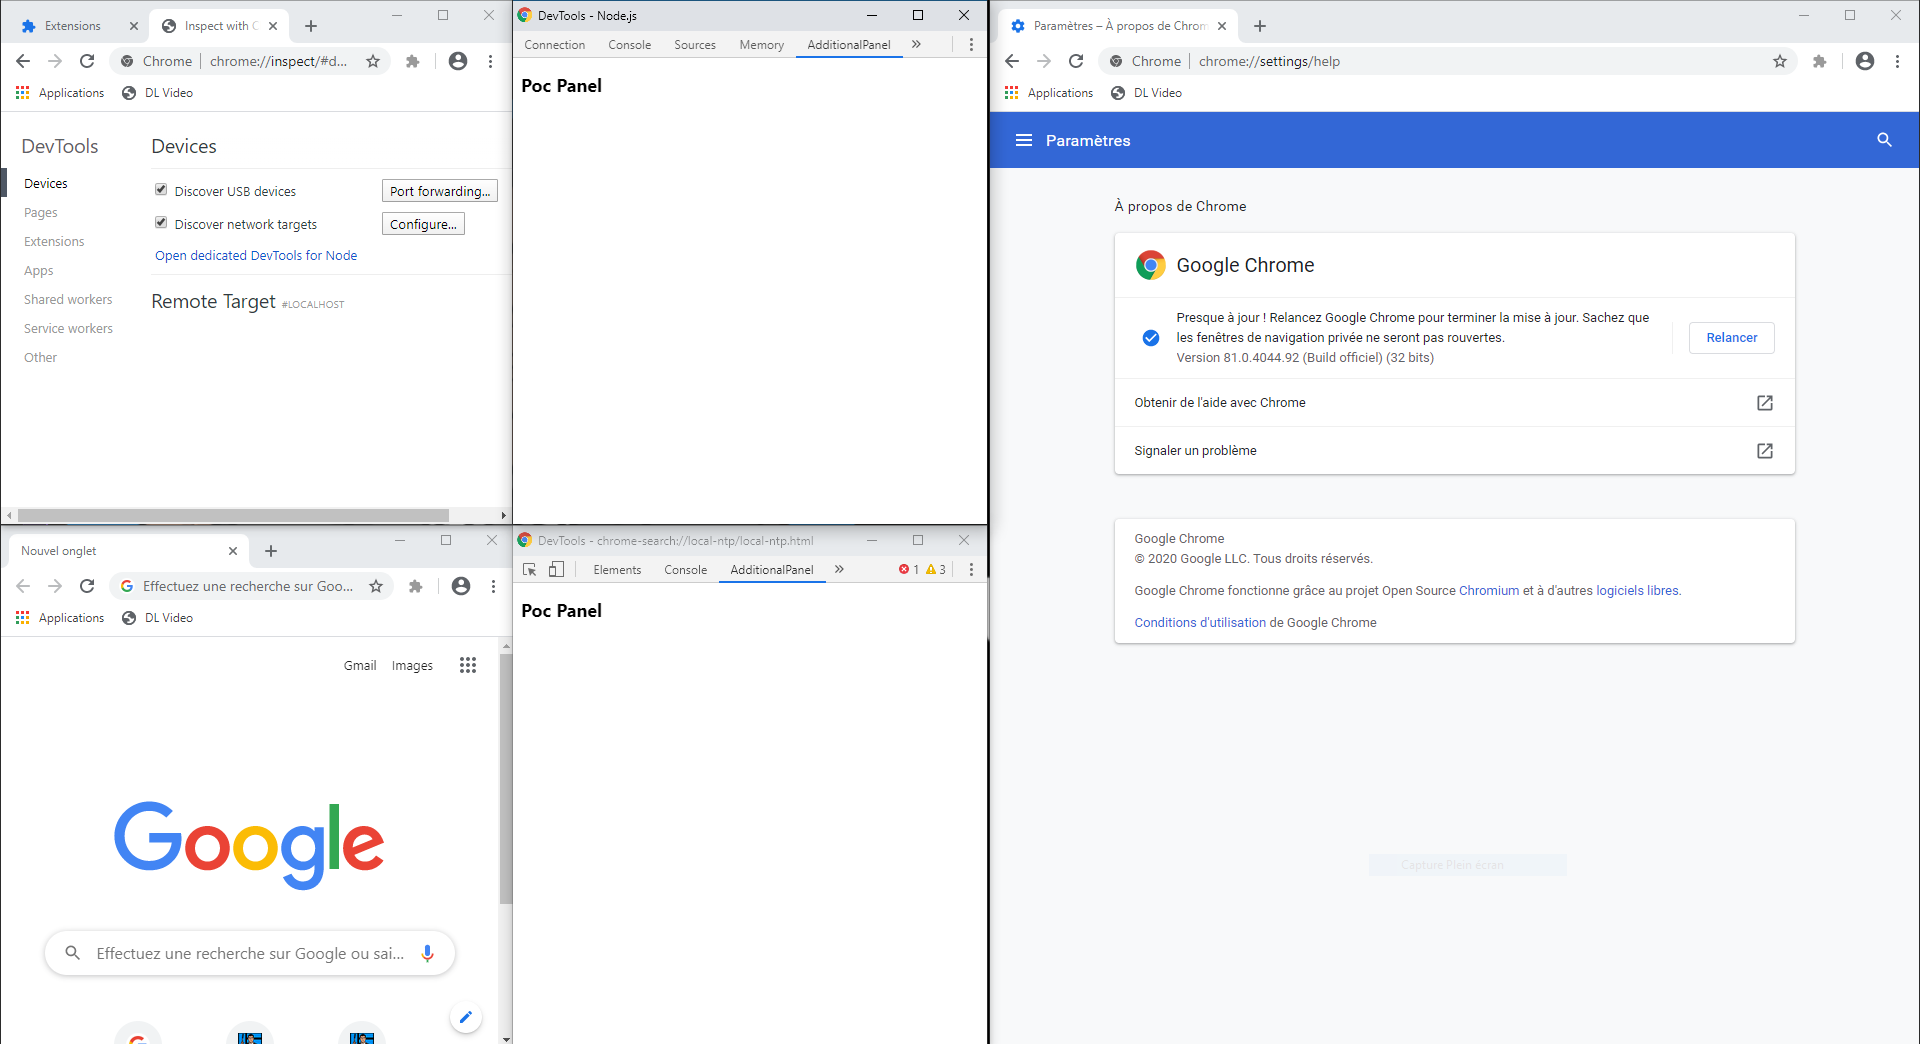 Extensions
Inspect with C
Chrome
chrome://inspect/#d...
Applications
DL Video
DevTools
Devices
Pages
Extensions
Apps
Shared workers
Service workers
Other
Devices
Discover USB devices
Port forwarding...
Discover network targets
Configure...
Open dedicated DevTools for Node
Remote Target #LOCALHOST
DevTools - Node.js
Connection
Console
Sources
Memory
AdditionalPanel
Poc Panel
Paramètres – À propos de Chrom
Chrome
chrome://settings/help
Applications
DL Video
Paramètres
À propos de Chrome
Google Chrome
Presque à jour ! Relancez Google Chrome pour terminer la mise à jour. Sachez que
les fenêtres de navigation privée ne seront pas rouvertes.
Version 81.0.4044.92 (Build officiel) (32 bits)
Relancer
Obtenir de l'aide avec Chrome
Signaler un problème
Google Chrome
© 2020 Google LLC. Tous droits réservés.
Google Chrome fonctionne grâce au projet Open Source Chromium et à d'autres logiciels libres.
Conditions d'utilisation de Google Chrome
Capture Plein écran
Nouvel onglet
Effectuez une recherche sur Goo...
Applications
DL Video
Gmail
Images
Google
Effectuez une recherche sur Google ou sai...
DevTools - chrome-search://local-ntp/local-ntp.html
Elements
Console
AdditionalPanel
1
3
Poc Panel